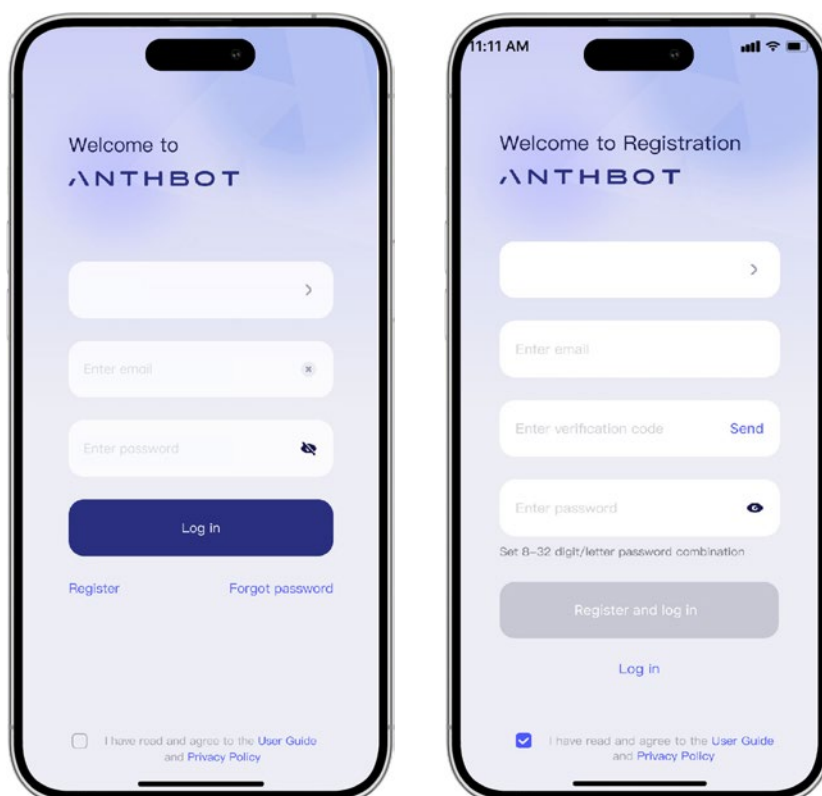 Welcome to
ANTHBOT
Enter email
Enter password
Log in
Register
Forgot password
I have read and agree to the User Guide
and Privacy Policy
11:11 AM
Welcome to Registration
ANTHBOT
Enter email
Enter verification code
Send
Enter password
Set 8-32 digit/letter password combination
Register and log in
Log in
I have read and agree to the User Guide
and Privacy Policy